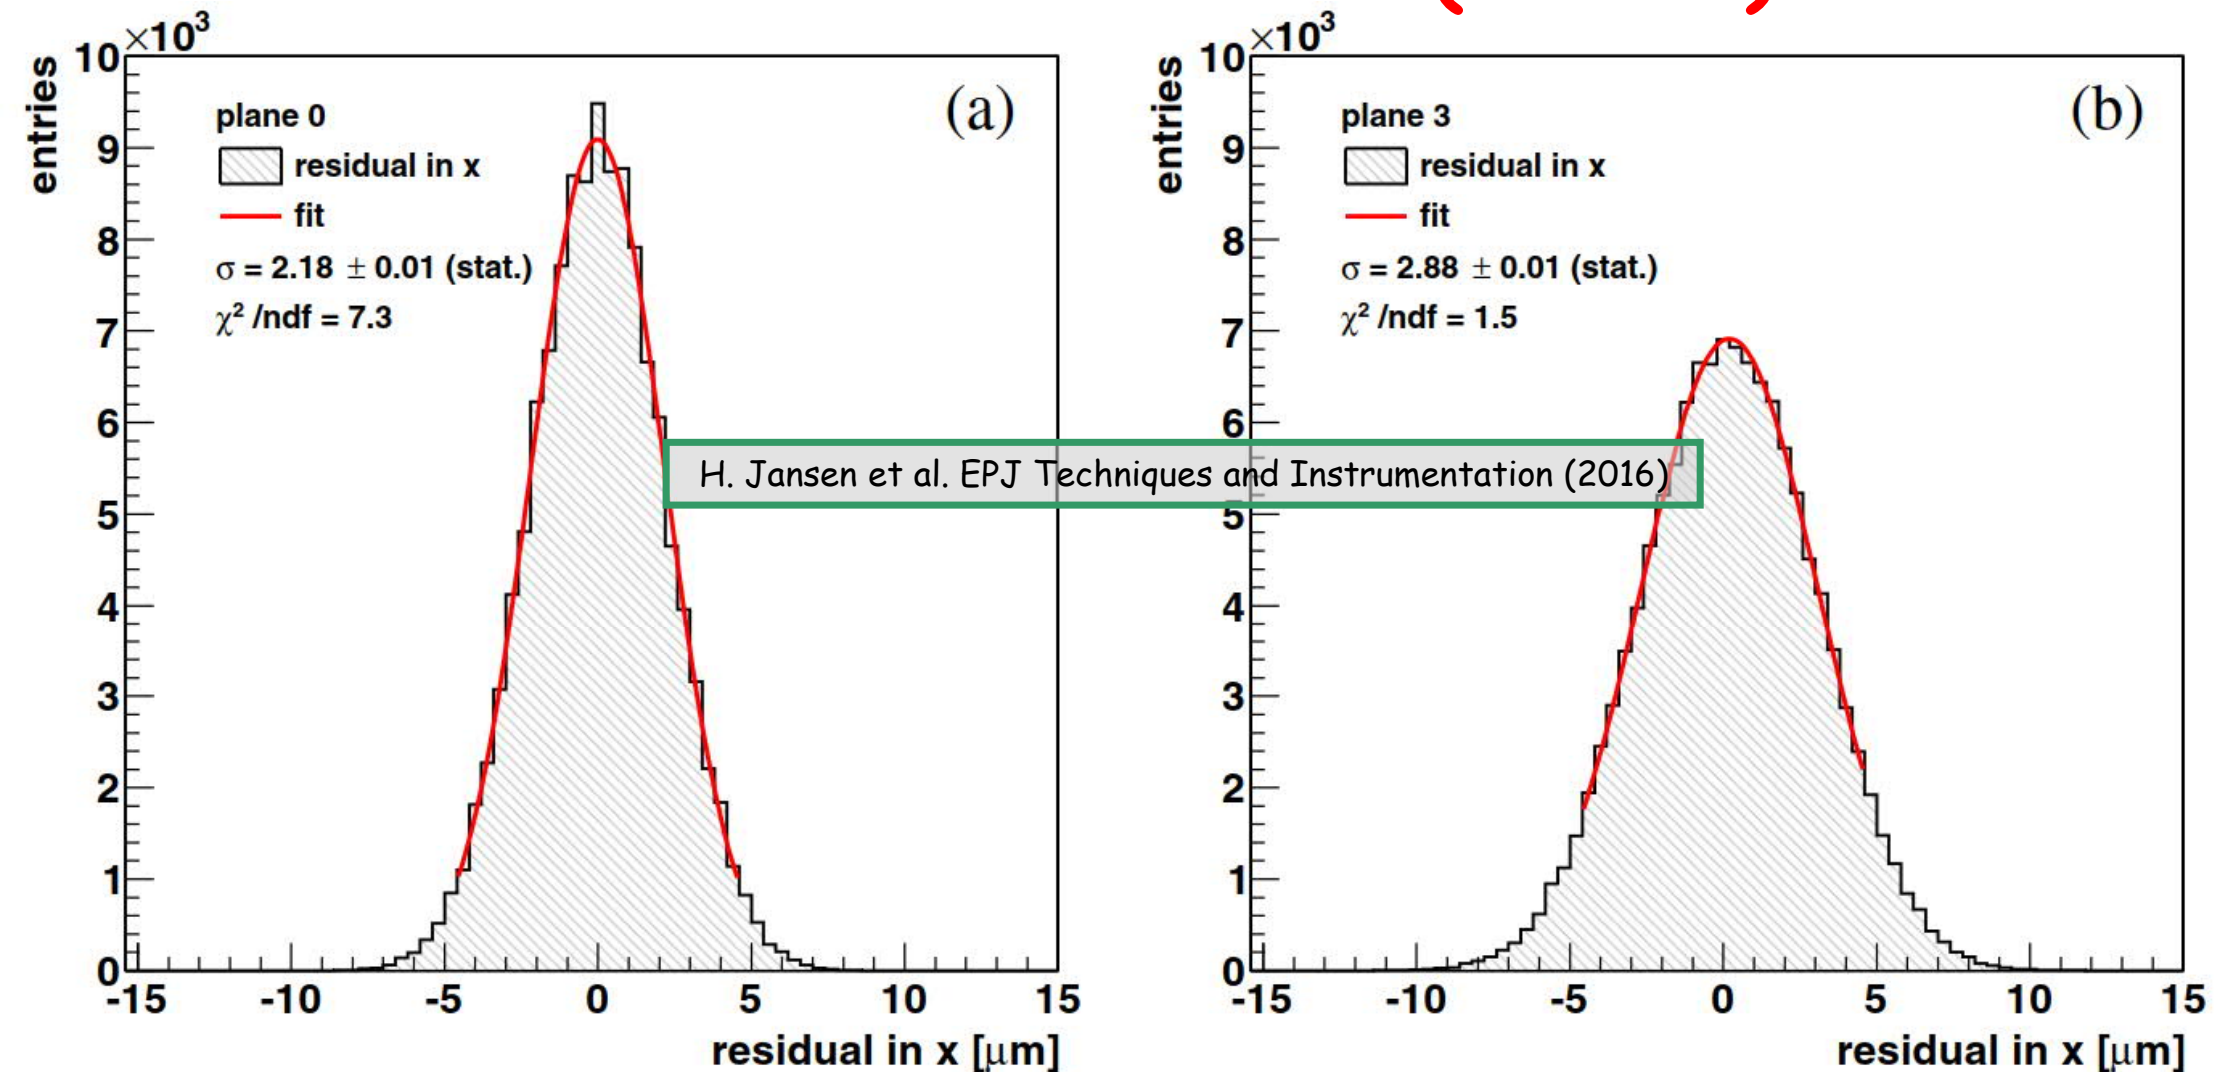 ×10³
entries
10
9
8
7
6
5
4
3
2
1
0
(a)
plane 0
residual in x
fit
σ = 2.18 ± 0.01 (stat.)
χ² /ndf = 7.3
-15 -10 -5 0 5 10 15
residual in x [μm]
×10³
entries
10
9
8
7
6
5
4
3
2
1
0
(b)
plane 3
residual in x
fit
σ = 2.88 ± 0.01 (stat.)
χ² /ndf = 1.5
-15 -10 -5 0 5 10 15
residual in x [μm]
H. Jansen et al. EPJ Techniques and Instrumentation (2016)